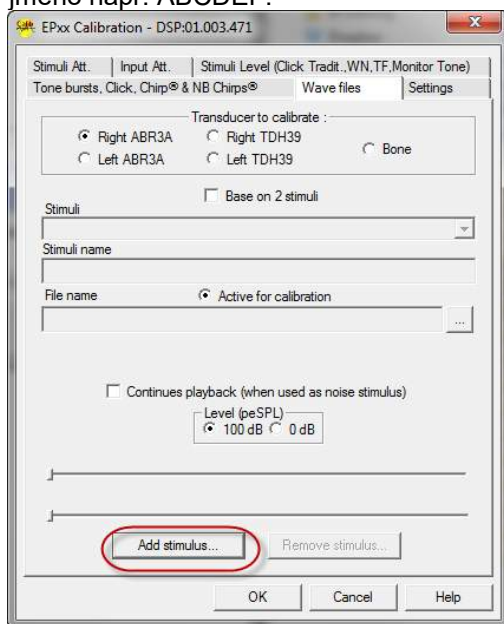 jméno např. ABCDEF.
EPxx Calibration - DSP:01.003.471
Stimuli Att.
Input Att.
Stimuli Level (Click Tradit.,WN,TF,Monitor Tone)
Tone bursts, Click, Chirp® & NB Chirps®
Wave files
Settings
Transducer to calibrate :
Right ABR3A
Right TDH39
Bone
Left ABR3A
Left TDH39
Base on 2 stimuli
Stimuli
Stimuli name
File name
Active for calibration
...
Continues playback (when used as noise stimulus)
Level (peSPL)
100 dB
0 dB
Add stimulus...
Remove stimulus...
OK
Cancel
Help